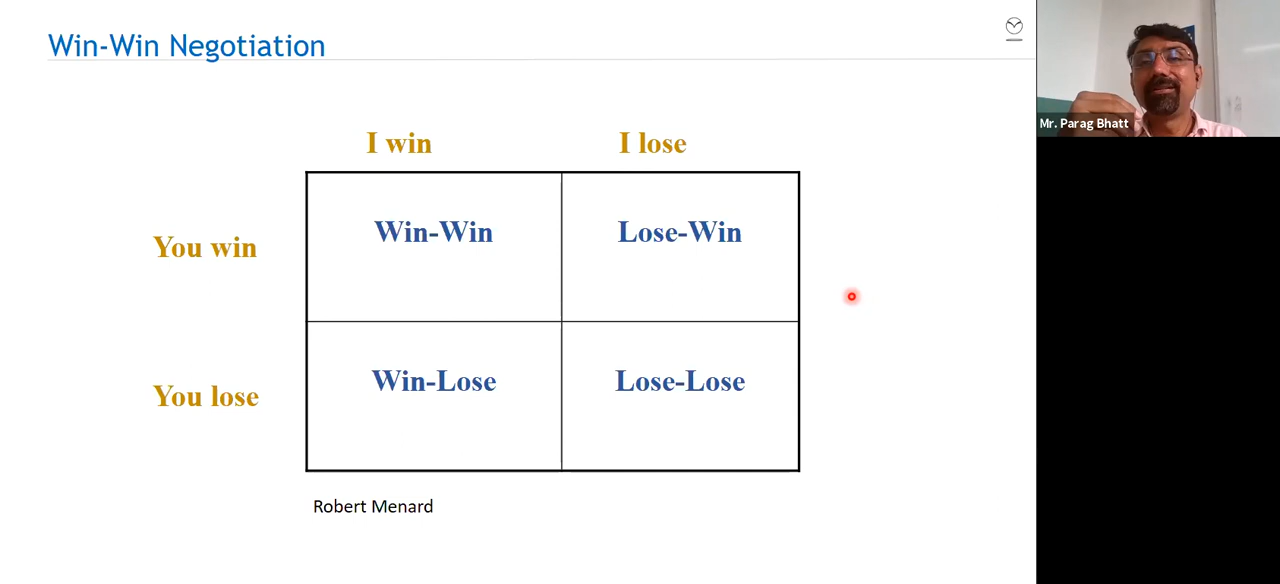 Win-Win Negotiation
Mr. Parag Bhatt
I win I lose
You win Win-Win Lose-Win
You lose Win-Lose Lose-Lose
Robert Menard